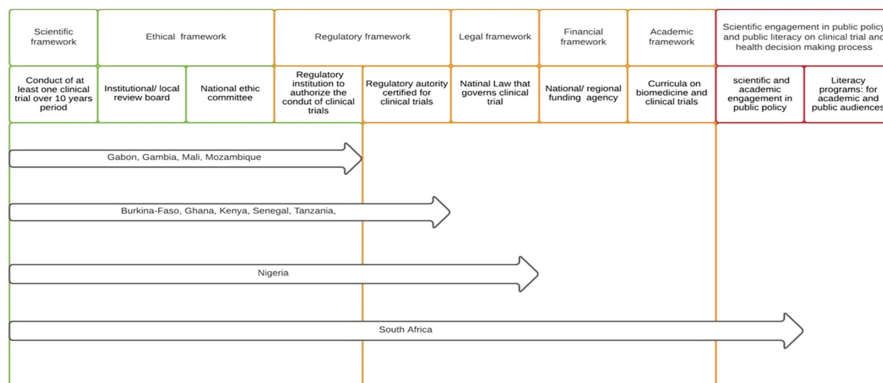 Scientific
framework
Ethical framework
Regulatory framework
Legal framework
Financial
framework
Academic
framework
Scientific engagement in public policy
and public literacy on clinical trial and
health decision making process
Conduct of at
least one clinical
trial over 10 years
period
Institutional/ local
review board
National ethic
committee
Regulatory
institution to
authorize the
condut of clinical
trials
Regulatory autority
certified for
clinical trials
Natinal Law that
governs clinical
trial
National/ regional
funding agency
Curricula on
biomedicine and
clinical trials
scientific and
academic
engagement in
public policy
Literacy
programs: for
academic and
public audiences
Gabon, Gambia, Mali, Mozambique
Burkina-Faso, Ghana, Kenya, Senegal, Tanzania,
Nigeria
South Africa